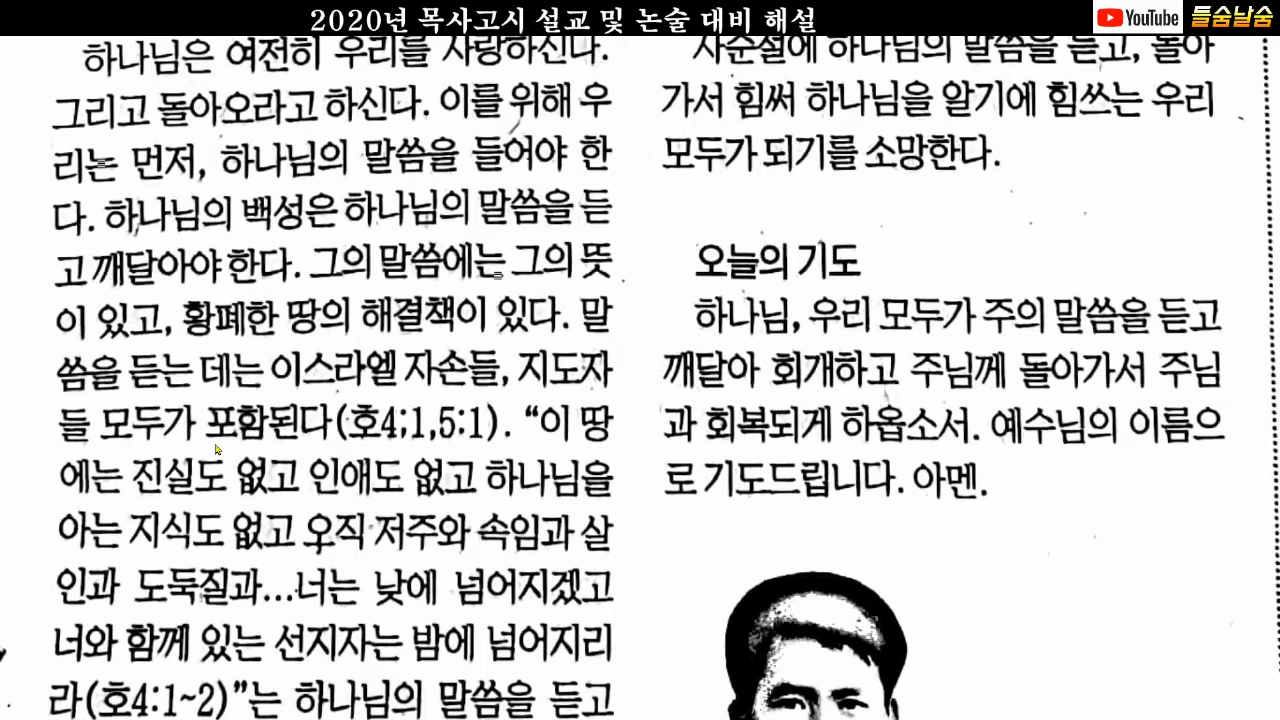 2020년 목사고시 설교 및 논술 대비 해설
YouTube 들숨날숨
하나님은 여전히 우리를 사랑하신다.
그리고 돌아오라고 하신다. 이를 위해 우
리는 먼저, 하나님의 말씀을 들어야 한
다. 하나님의 백성은 하나님의 말씀을 듣
고 깨달아야 한다. 그의 말씀에는 그의 뜻
이 있고, 황폐한 땅의 해결책이 있다. 말
씀을 듣는 데는 이스라엘 자손들, 지도자
들 모두가 포함된다(호4;1,5:1). “이 땅
에는 진실도 없고 인애도 없고 하나님을
아는 지식도 없고 오직 저주와 속임과 살
인과 도둑질과...너는 낮에 넘어지겠고
너와 함께 있는 선지자는 밤에 넘어지리
라(호4:1~2)”는 하나님의 말씀을 듣고
사순절에 하나님의 말씀을 듣고, 돌아
가서 힘써 하나님을 알기에 힘쓰는 우리
모두가 되기를 소망한다.
오늘의 기도
하나님, 우리 모두가 주의 말씀을 듣고
깨달아 회개하고 주님께 돌아가서 주님
과 회복되게 하옵소서. 예수님의 이름으
로 기도드립니다. 아멘.